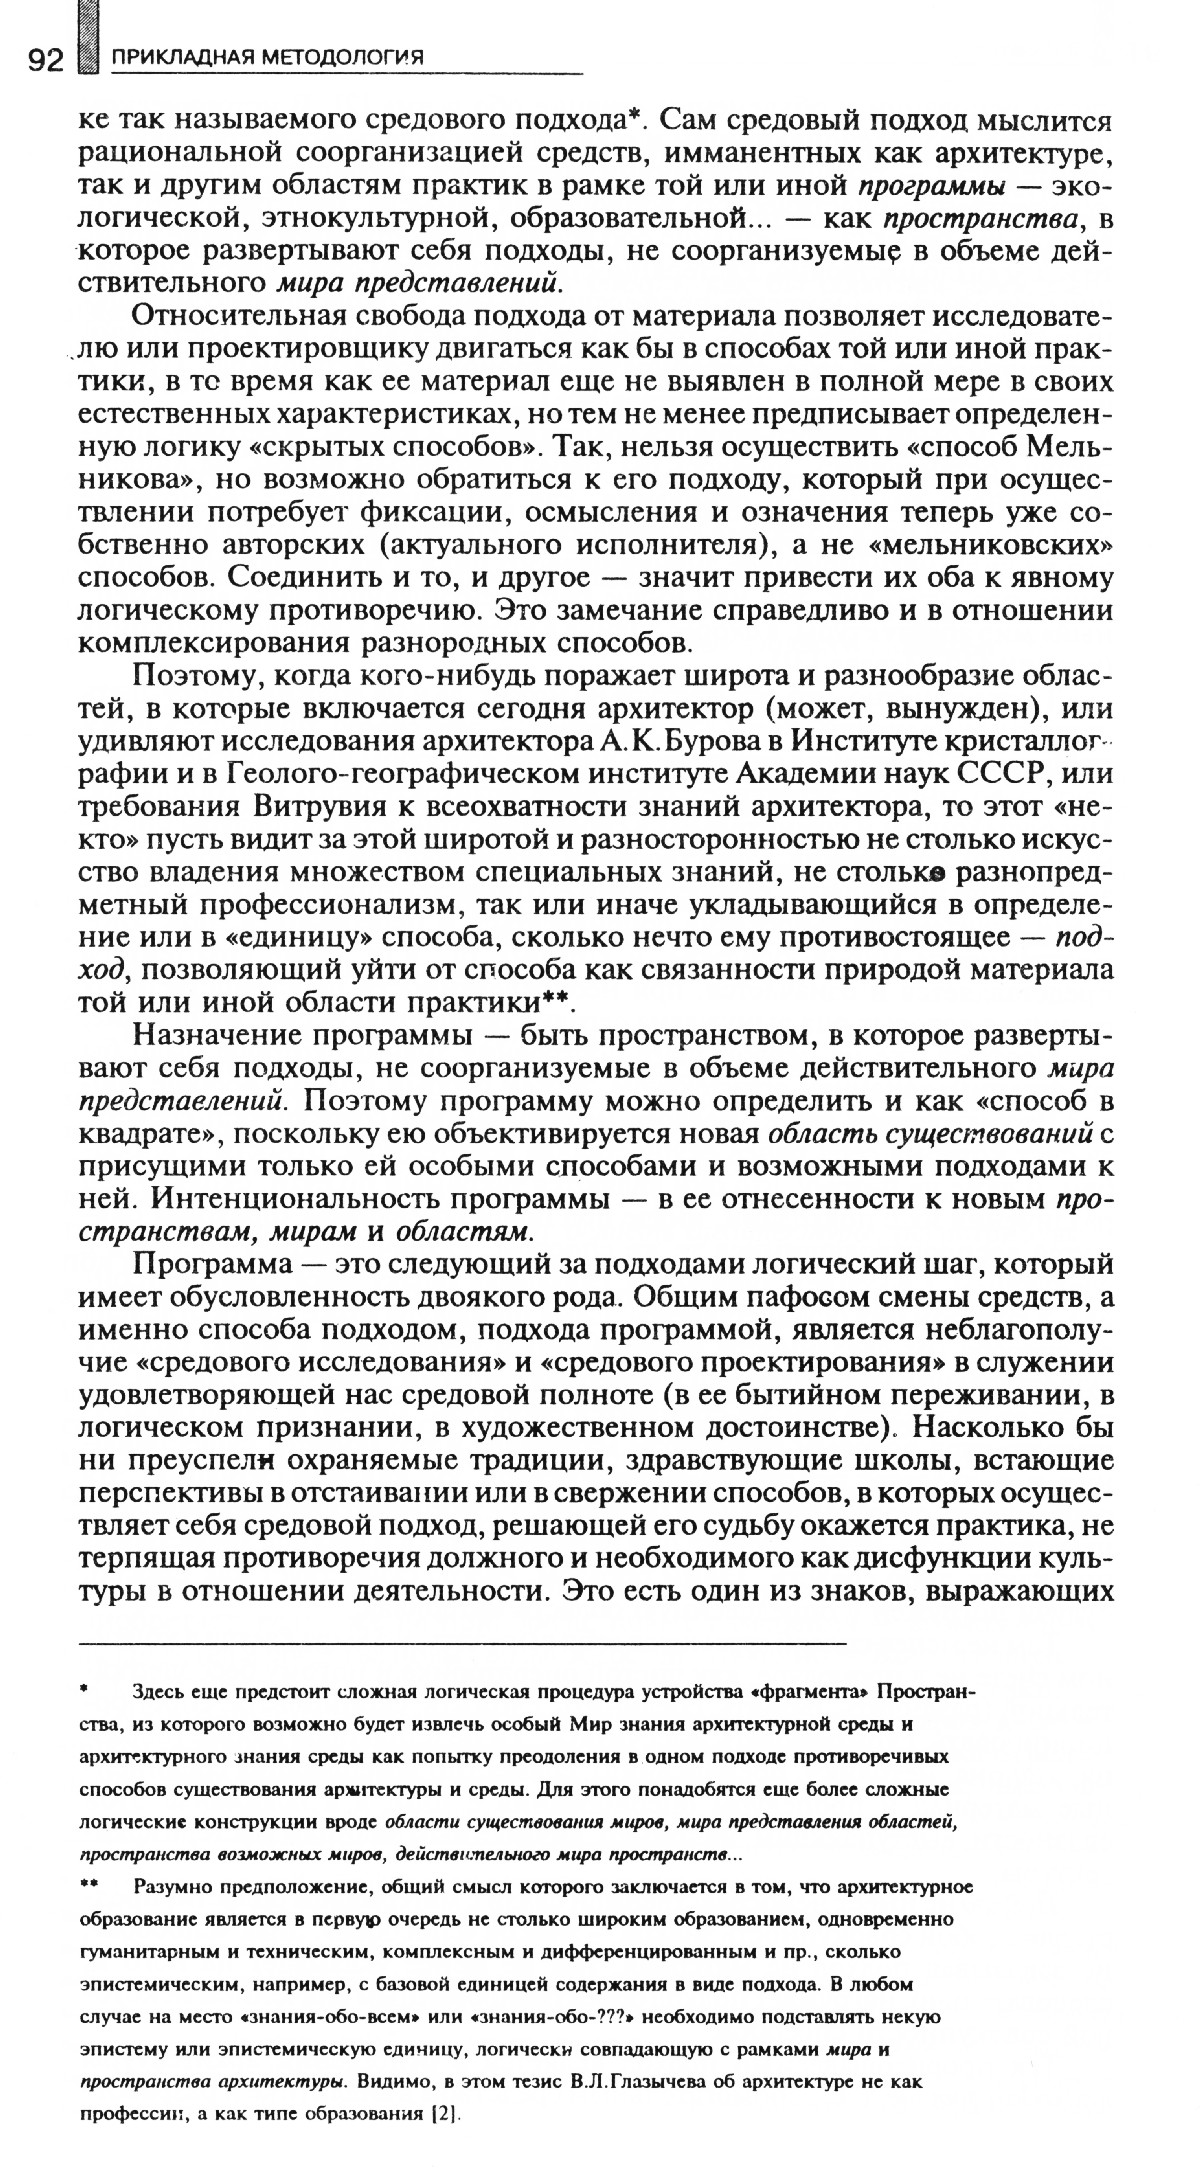 92 ПРИКЛАДНАЯ МЕТОДОЛОГИЯ
ке так называемого средового подхода*. Сам средовый подход мыслится
рациональной соорганизацией средств, имманентных как архитектуре,
так и другим областям практик в рамке той или иной программы — эко-
логической, этнокультурной, образовательной... — как пространства, в
которое развертывают себя подходы, не соорганизуемые в объеме дей-
ствительного мира представлений.
Относительная свобода подхода от материала позволяет исследовате-
лю или проектировщику двигаться как бы в способах той или иной прак-
тики, в то время как ее материал еще не выявлен в полной мере в своих
естественных характеристиках, но тем не менее предписывает определен-
ную логику «скрытых способов». Так, нельзя осуществить «способ Мель-
никова», но возможно обратиться к его подходу, который при осущес-
твлении потребует фиксации, осмысления и означения теперь уже со-
бственно авторских (актуального исполнителя), а не «мельниковских»
способов. Соединить и то, и другое — значит привести их оба к явному
логическому противоречию. Это замечание справедливо и в отношении
комплексирования разнородных способов.
Поэтому, когда кого-нибудь поражает широта и разнообразие облас-
тей, в которые включается сегодня архитектор (может, вынужден), или
удивляют исследования архитектора А.К.Бурова в Институте кристаллог-
рафии и в Геолого-географическом институте Академии наук СССР, или
требования Витрувия к всеохватности знаний архитектора, то этот «не-
кто» пусть видит за этой широтой и разносторонностью не столько искус-
ство владения множеством специальных знаний, не столько разнопред-
метный профессионализм, так или иначе укладывающийся в определе-
ние или в «единицу» способа, сколько нечто ему противостоящее — под-
ход, позволяющий уйти от способа как связанности природой материала
той или иной области практики**.
Назначение программы — быть пространством, в которое разверты-
вают себя подходы, не соорганизуемые в объеме действительного мира
представлений. Поэтому программу можно определить и как «способ в
квадрате», поскольку ею объективируется новая область существований с
присущими только ей особыми способами и возможными подходами к
ней. Интенциональность программы — в ее отнесенности к новым про-
странствам, мирам и областям.
Программа — это следующий за подходами логический шаг, который
имеет обусловленность двоякого рода. Общим пафосом смены средств, а
именно способа подходом, подхода программой, является неблагополу-
чие «средового исследования» и «средового проектирования» в служении
удовлетворяющей нас средовой полноте (в ее бытийном переживании, в
логическом признании, в художественном достоинстве). Насколько бы
ни преуспели охраняемые традиции, здравствующие школы, встающие
перспективы в отстаивании или в свержении способов, в которых осущес-
твляет себя средовой подход, решающей его судьбу окажется практика, не
терпящая противоречия должного и необходимого как дисфункции куль-
туры в отношении деятельности. Это есть один из знаков, выражающих
* Здесь еще предстоит сложная логическая процедура устройства «фрагмента» Простран-
ства, из которого возможно будет извлечь особый Мир знания архитектурной среды и
архитектурного знания среды как попытку преодоления в одном подходе противоречивых
способов существования архитектуры и среды. Для этого понадобятся еще более сложные
логические конструкции вроде области существования миров, мира представления областей,
пространства возможных миров, действительного мира пространств...
** Разумно предположение, общий смысл которого заключается в том, что архитектурное
образование является в первую очередь не столько широким образованием, одновременно
гуманитарным и техническим, комплексным и дифференцированным и пр., сколько
эпистемическим, например, с базовой единицей содержания в виде подхода. В любом
случае на место «знания-обо-всем» или «знания-обо-???» необходимо подставлять некую
эпистему или эпистемическую единицу, логически совпадающую с рамками мира и
пространства архитектуры. Видимо, в этом тезис В.Л.Глазычева об архитектуре не как
профессии, а как типе образования [2].